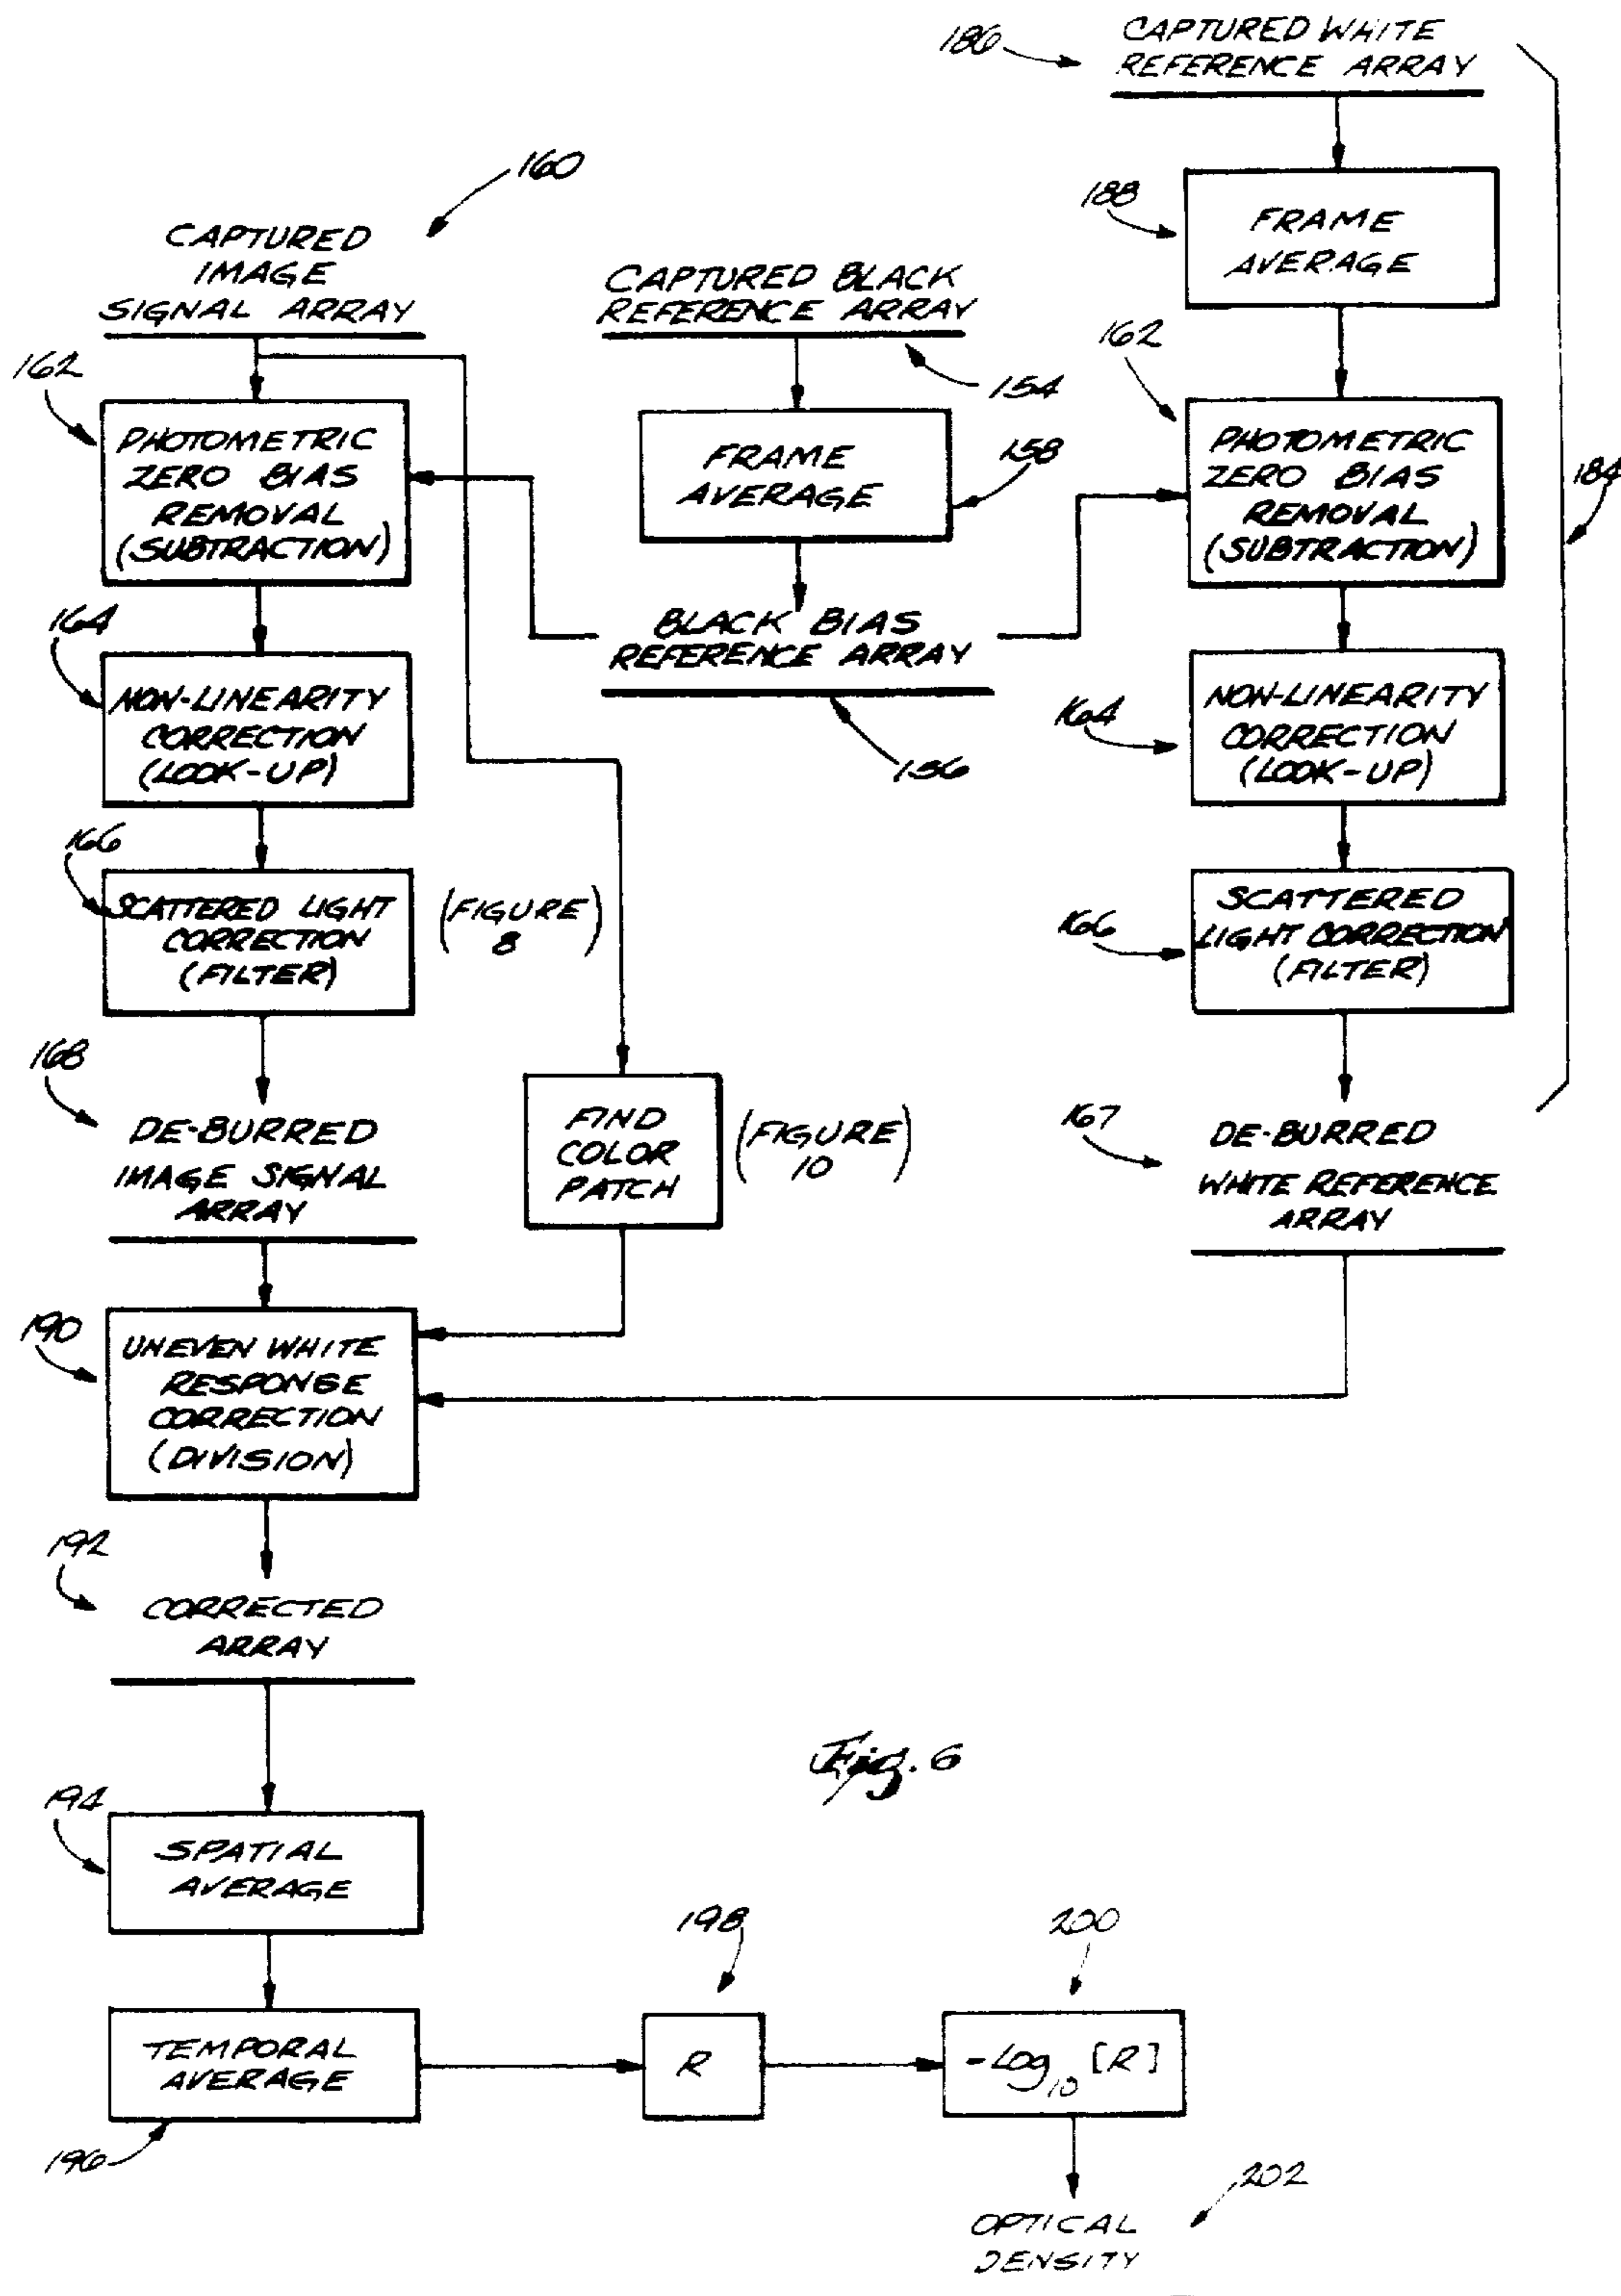 186
CAPTURED WHITE
REFERENCE ARRAY
188
FRAME
AVERAGE
162
PHOTOMETRIC
ZERO BIAS
REMOVAL
(SUBTRACTION)
184
164
NON-LINEARITY
CORRECTION
(LOOK-UP)
166
SCATTERED
LIGHT CORRECTION
(FILTER)
167
DE-BURRED
WHITE REFERENCE
ARRAY
160
CAPTURED
IMAGE
SIGNAL ARRAY
162
PHOTOMETRIC
ZERO BIAS
REMOVAL
(SUBTRACTION)
CAPTURED BLACK
REFERENCE ARRAY
154
FRAME
AVERAGE
158
BLACK BIAS
REFERENCE ARRAY
156
164
NON-LINEARITY
CORRECTION
(LOOK-UP)
166
SCATTERED LIGHT
CORRECTION
(FILTER)
(FIGURE
8)
168
DE-BURRED
IMAGE SIGNAL
ARRAY
FIND
COLOR
PATCH
(FIGURE
10)
190
UNEVEN WHITE
RESPONSE
CORRECTION
(DIVISION)
192
CORRECTED
ARRAY
Fig. 6
194
SPATIAL
AVERAGE
196
TEMPORAL
AVERAGE
198
R
200
-Log10 [R]
202
OPTICAL
DENSITY